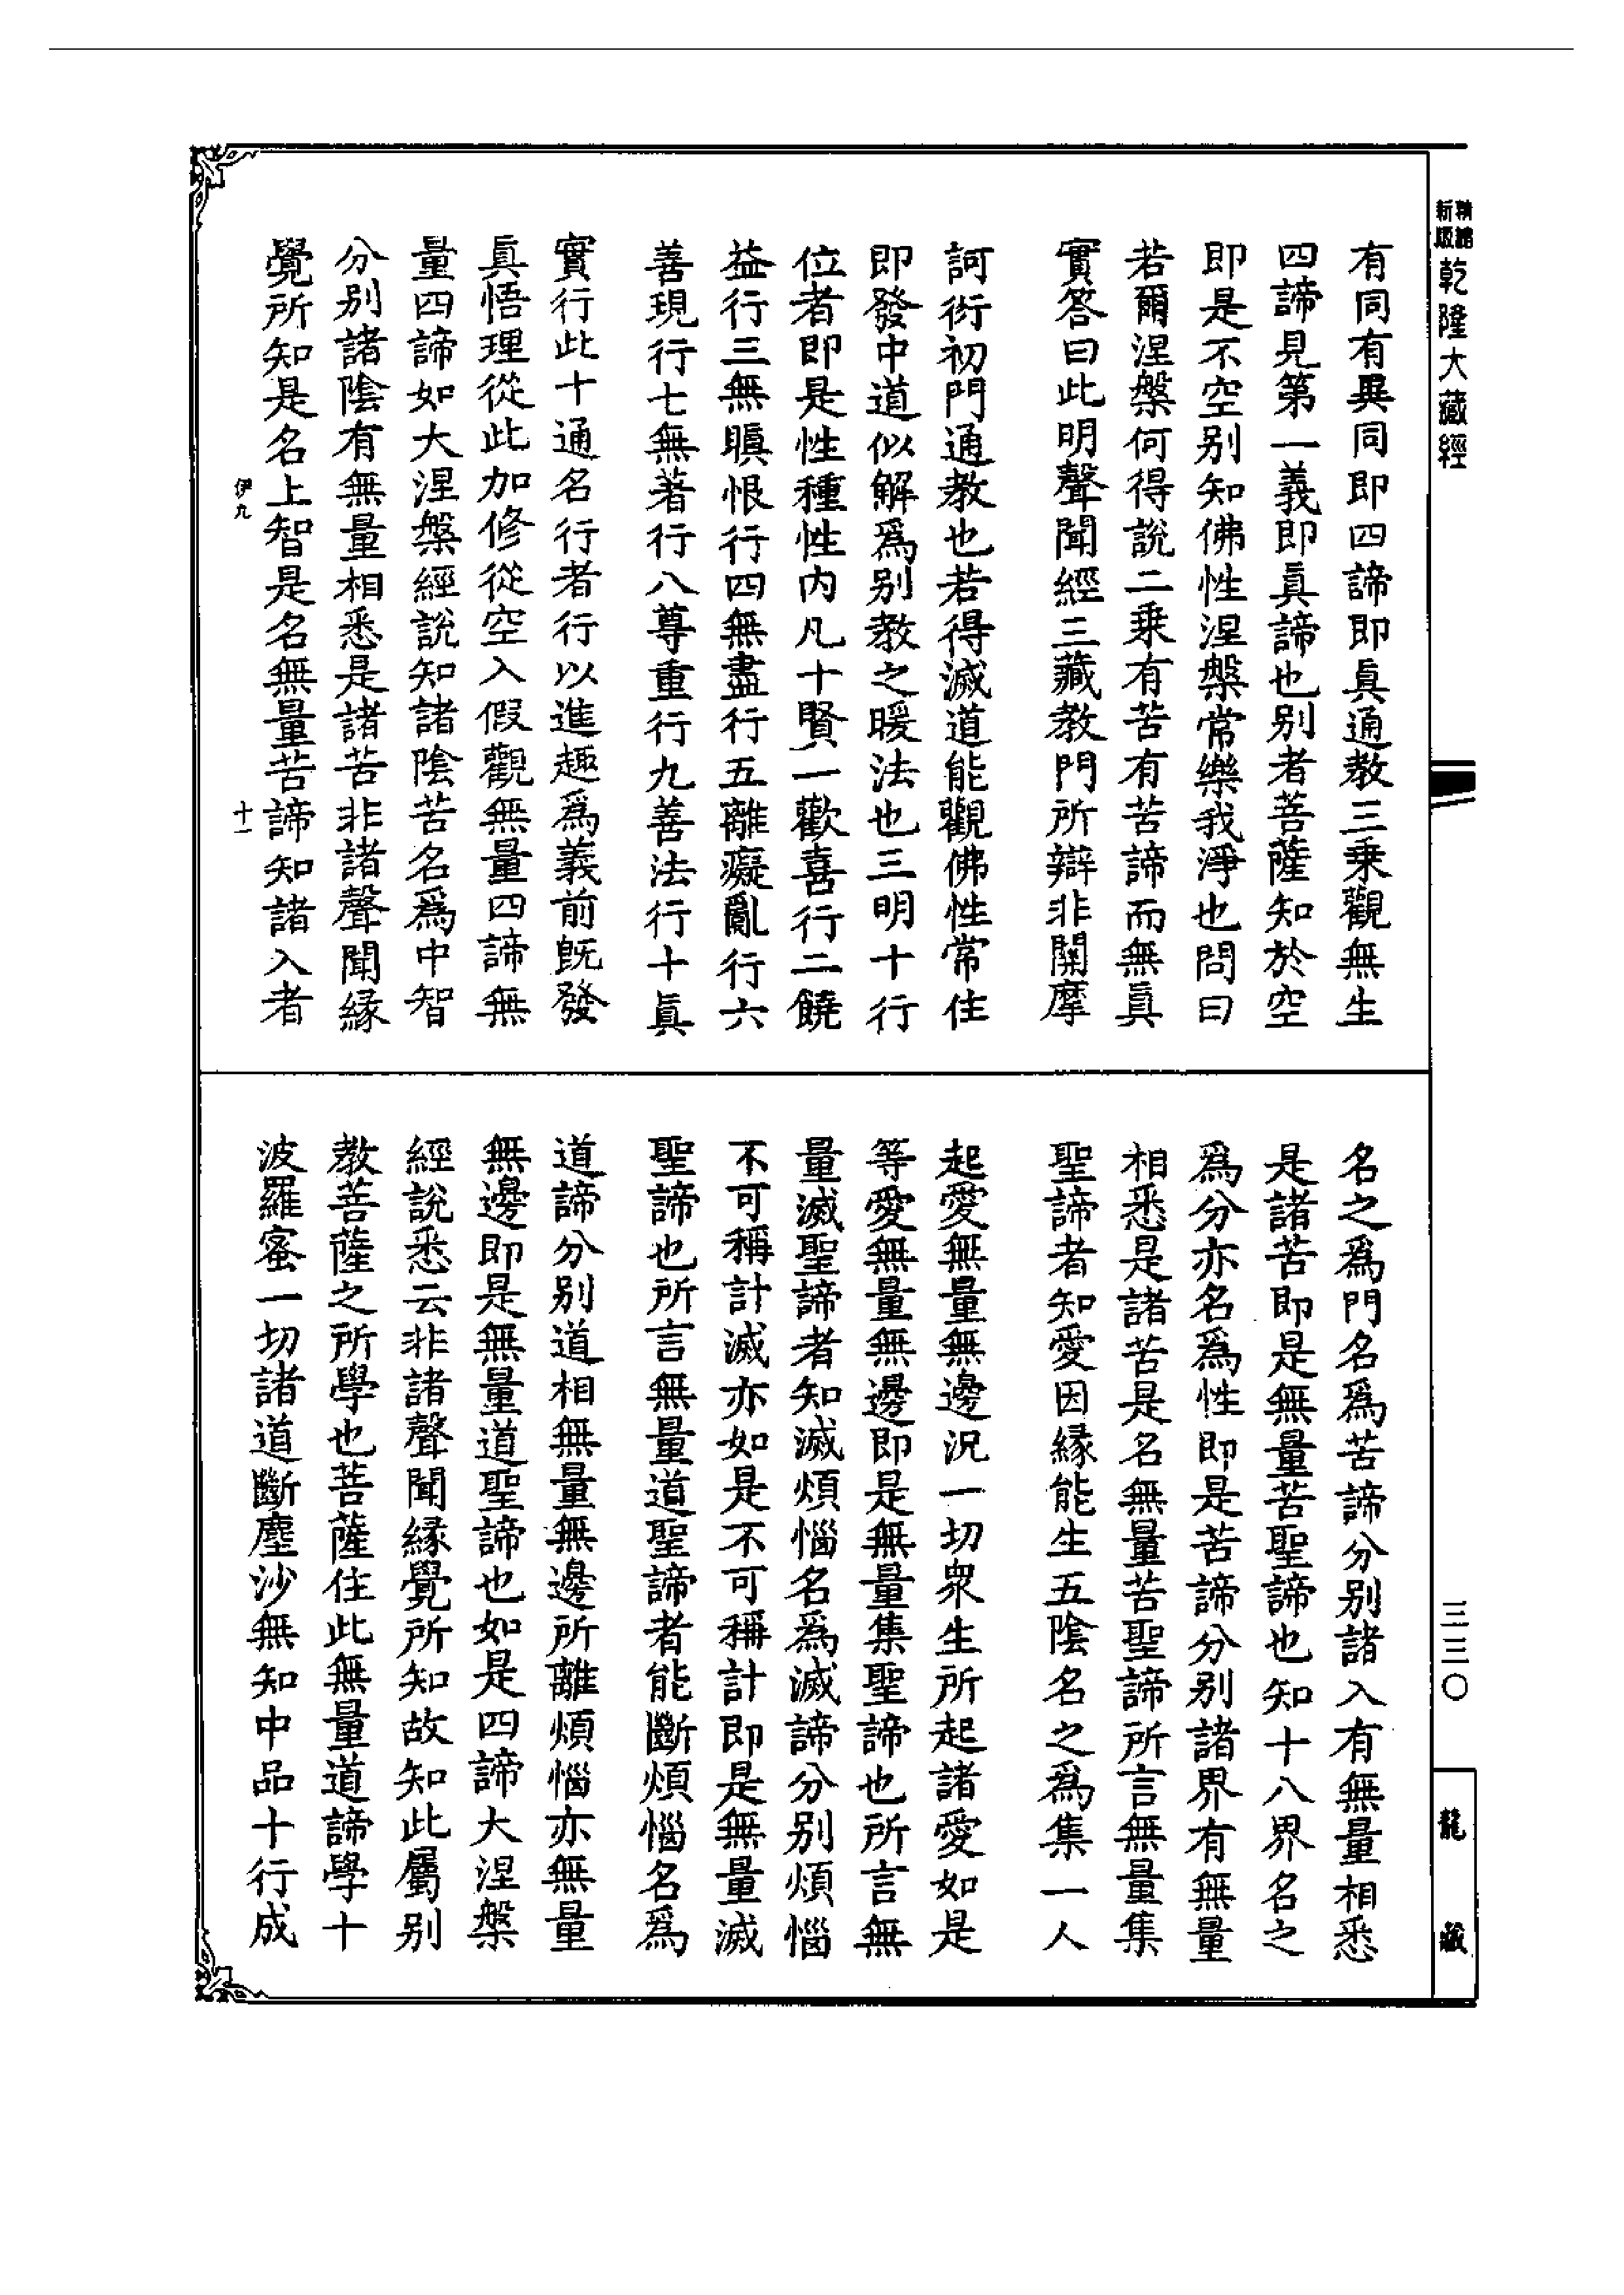 精縮
新版
乾隆大藏經
有同有異同即四諦即眞通教三乘觀無生
四諦見第一義即眞諦也別者菩薩知於空
即是不空別知佛性涅槃常樂我淨也問曰
若爾涅槃何得說二乘有苦有苦諦而無眞
實答曰此明聲聞經三藏教門所辯非關摩
訶衍初門通教也若得滅道能觀佛性常住
即發中道似解爲別教之暖法也三明十行
位者即是性種性內凡十賢一歡喜行二饒
益行三無瞋恨行四無盡行五離癡亂行六
善現行七無著行八尊重行九善法行十眞
實行此十通名行者行以進趣爲義前旣發
眞悟理從此加修從空入假觀無量四諦無
量四諦如大涅槃經說知諸陰苦名爲中智
分別諸陰有無量相悉是諸苦非諸聲聞緣
覺所知是名上智是名無量苦諦知諸入者
伊九
十一
名之爲門名爲苦諦分別諸入有無量相悉
是諸苦即是無量苦聖諦也知十八界名之
爲分亦名爲性即是苦諦分別諸界有無量
相悉是諸苦是名無量苦聖諦所言無量集
聖諦者知愛因緣能生五陰名之爲集一人
起愛無量無邊況一切衆生所起諸愛如是
等愛無量無邊即是無量集聖諦也所言無
量滅聖諦者知滅煩惱名爲滅諦分別煩惱
不可稱計滅亦如是不可稱計即是無量滅
聖諦也所言無量道聖諦者能斷煩惱名爲
道諦分別道相無量無邊所離煩惱亦無量
無邊即是無量道聖諦也如是四諦大涅槃
經說悉云非諸聲聞緣覺所知故知此屬別
教菩薩之所學也菩薩住此無量道諦學十
波羅蜜一切諸道斷塵沙無知中品十行成
三三〇
龍藏